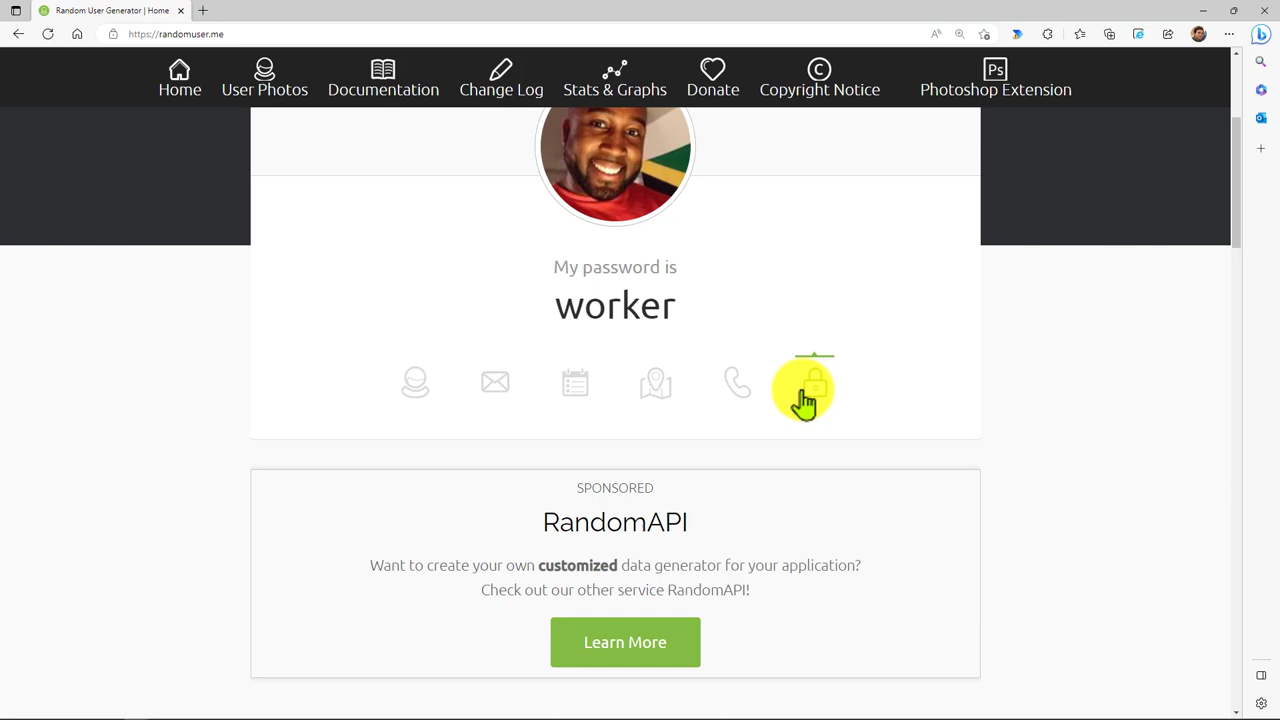 Random User Generator | Home
https://randomuser.me
Home
User Photos
Documentation
Change Log
Stats & Graphs
Donate
Copyright Notice
Ps
Photoshop Extension
My password is
worker
SPONSORED
RandomAPI
Want to create your own customized data generator for your application?
Check out our other service RandomAPI!
Learn More